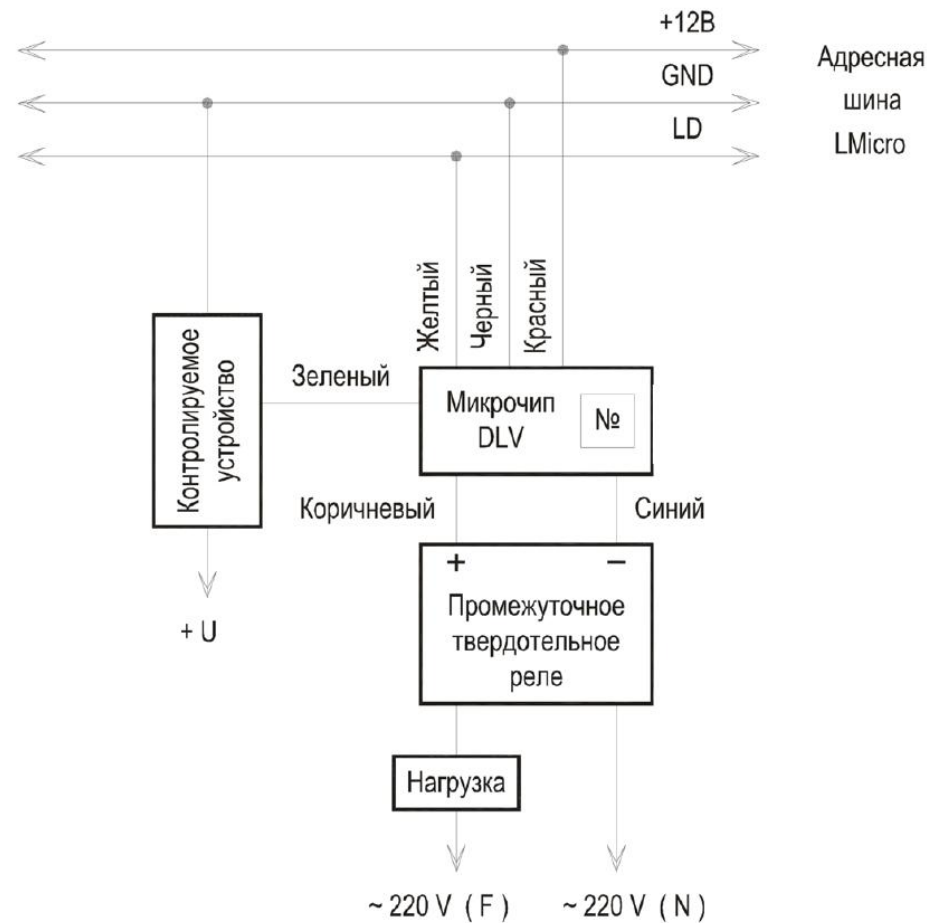 +12В
Адресная
GND
шина
LD
LMicro
Желтый
Черный
Красный
Контролируемое
устройство
Зеленый
Микрочип
DLV
№
Коричневый
Синий
+
−
Промежуточное
твердотельное
реле
+ U
Нагрузка
~ 220 V ( F )
~ 220 V ( N )